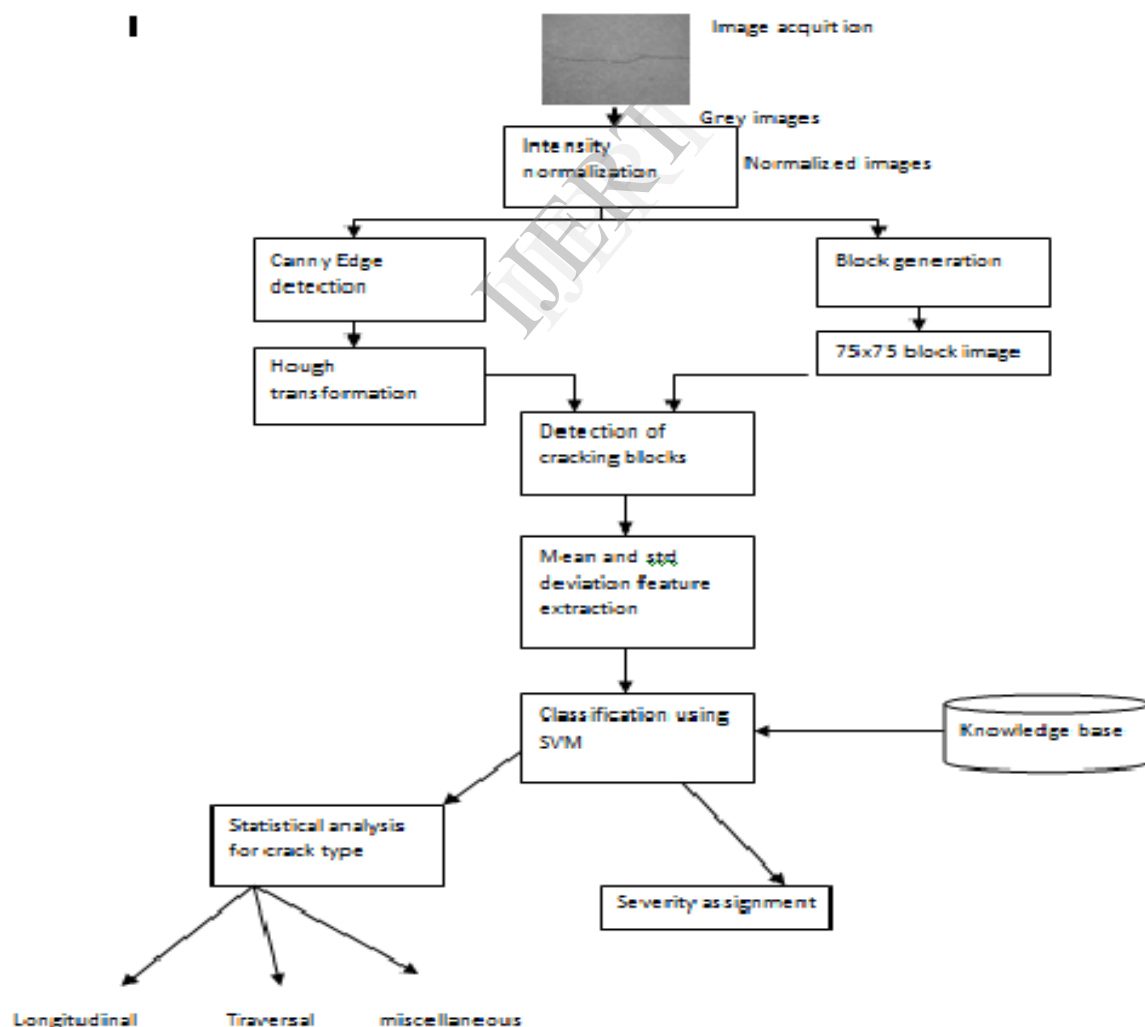 I
Image acquition
Grey images
Intensity
normalization
Normalized images
IJERT
Canny Edge
detection
Block generation
Hough
transformation
75x75 block image
Detection of
cracking blocks
Mean and std
deviation feature
extraction
Classification using
SVM
Knowledge base
Statistical analysis
for crack type
Severity assignment
Longitudinal
Traversal
miscellaneous